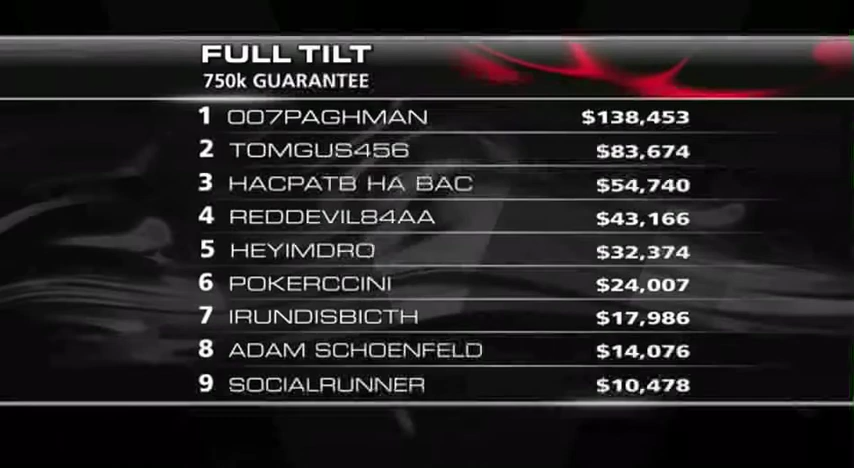 FULL TILT
750k GUARANTEE
1 007PAGHMAN $138,453
2 TOMGUS456 $83,674
3 HACPATB HA BAC $54,740
4 REDDEVIL84AA $43,166
5 HEYIMDRO $32,374
6 POKERCCINI $24,007
7 IRUNDISBICTH $17,986
8 ADAM SCHOENFELD $14,076
9 SOCIALRUNNER $10,478